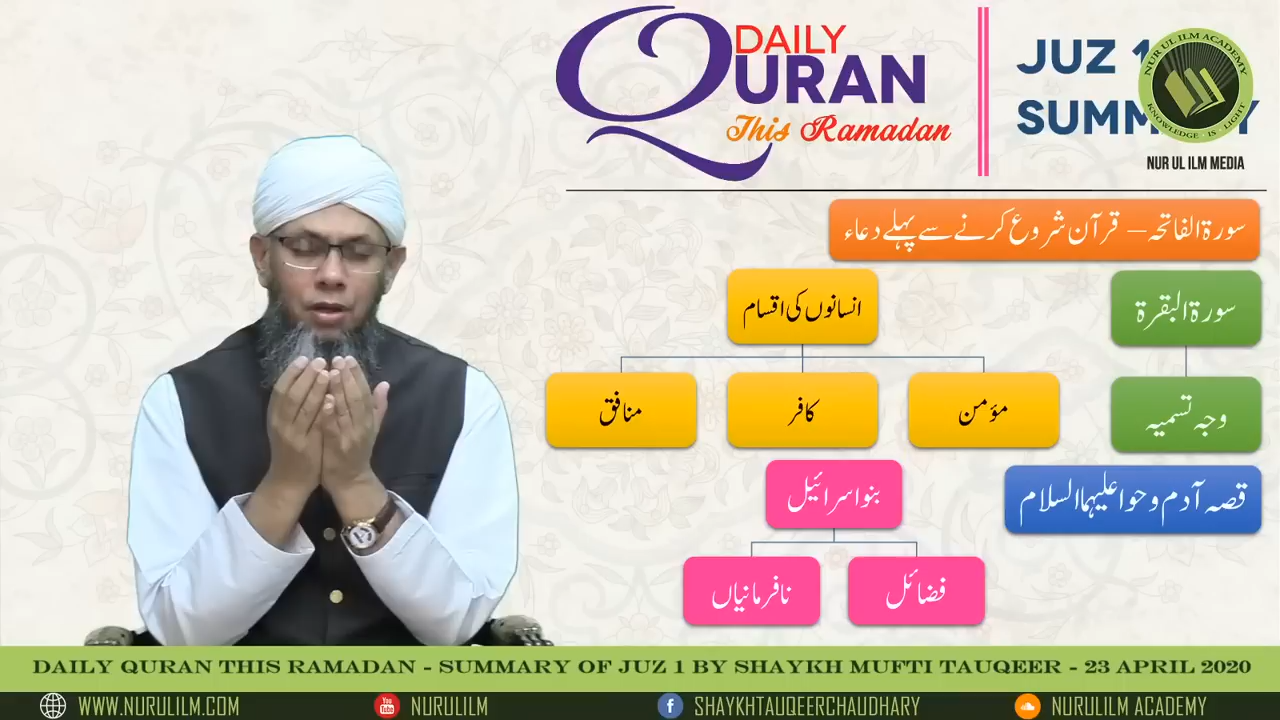 DAILY
QURAN
This Ramadan
JUZ 1
SUMM
NUR UL ILM ACADEMY
KNOWLEDGE - IS - LIGHT
NUR UL ILM MEDIA
سورۃ الفاتحہ – قرآن شروع کرنے سے پہلے دعاء
سورۃ البقرۃ
انسانوں کی اقسام
وجہ تسمیہ
مؤمن
کافر
منافق
قصہ آدم و حوا علیہما السلام
بنو اسرائیل
فضائل
نافرمانیاں
DAILY QURAN THIS RAMADAN - SUMMARY OF JUZ 1 BY SHAYKH MUFTI TAUQEER - 23 APRIL 2020
WWW.NURULILM.COM
You Tube
NURULILM
SHAYKHTAUQEERCHAUDHARY
NURULILM ACADEMY